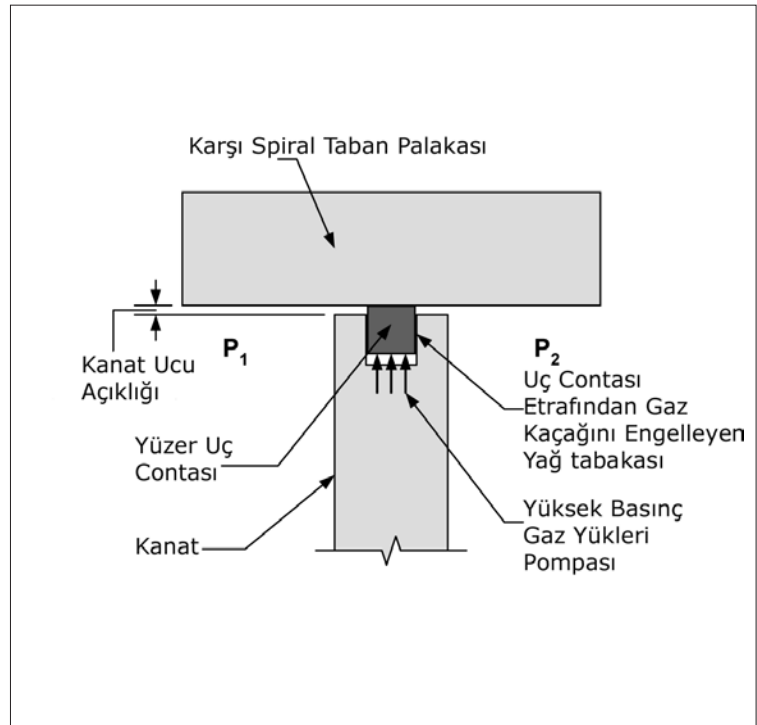 Karşı Spiral Taban Palakası
P1
P2
Kanat Ucu
Açıklığı
Uç Contası
Etrafından Gaz
Kaçağını Engelleyen
Yağ tabakası
Yüzer Uç
Contası
Yüksek Basınç
Gaz Yükleri
Pompası
Kanat